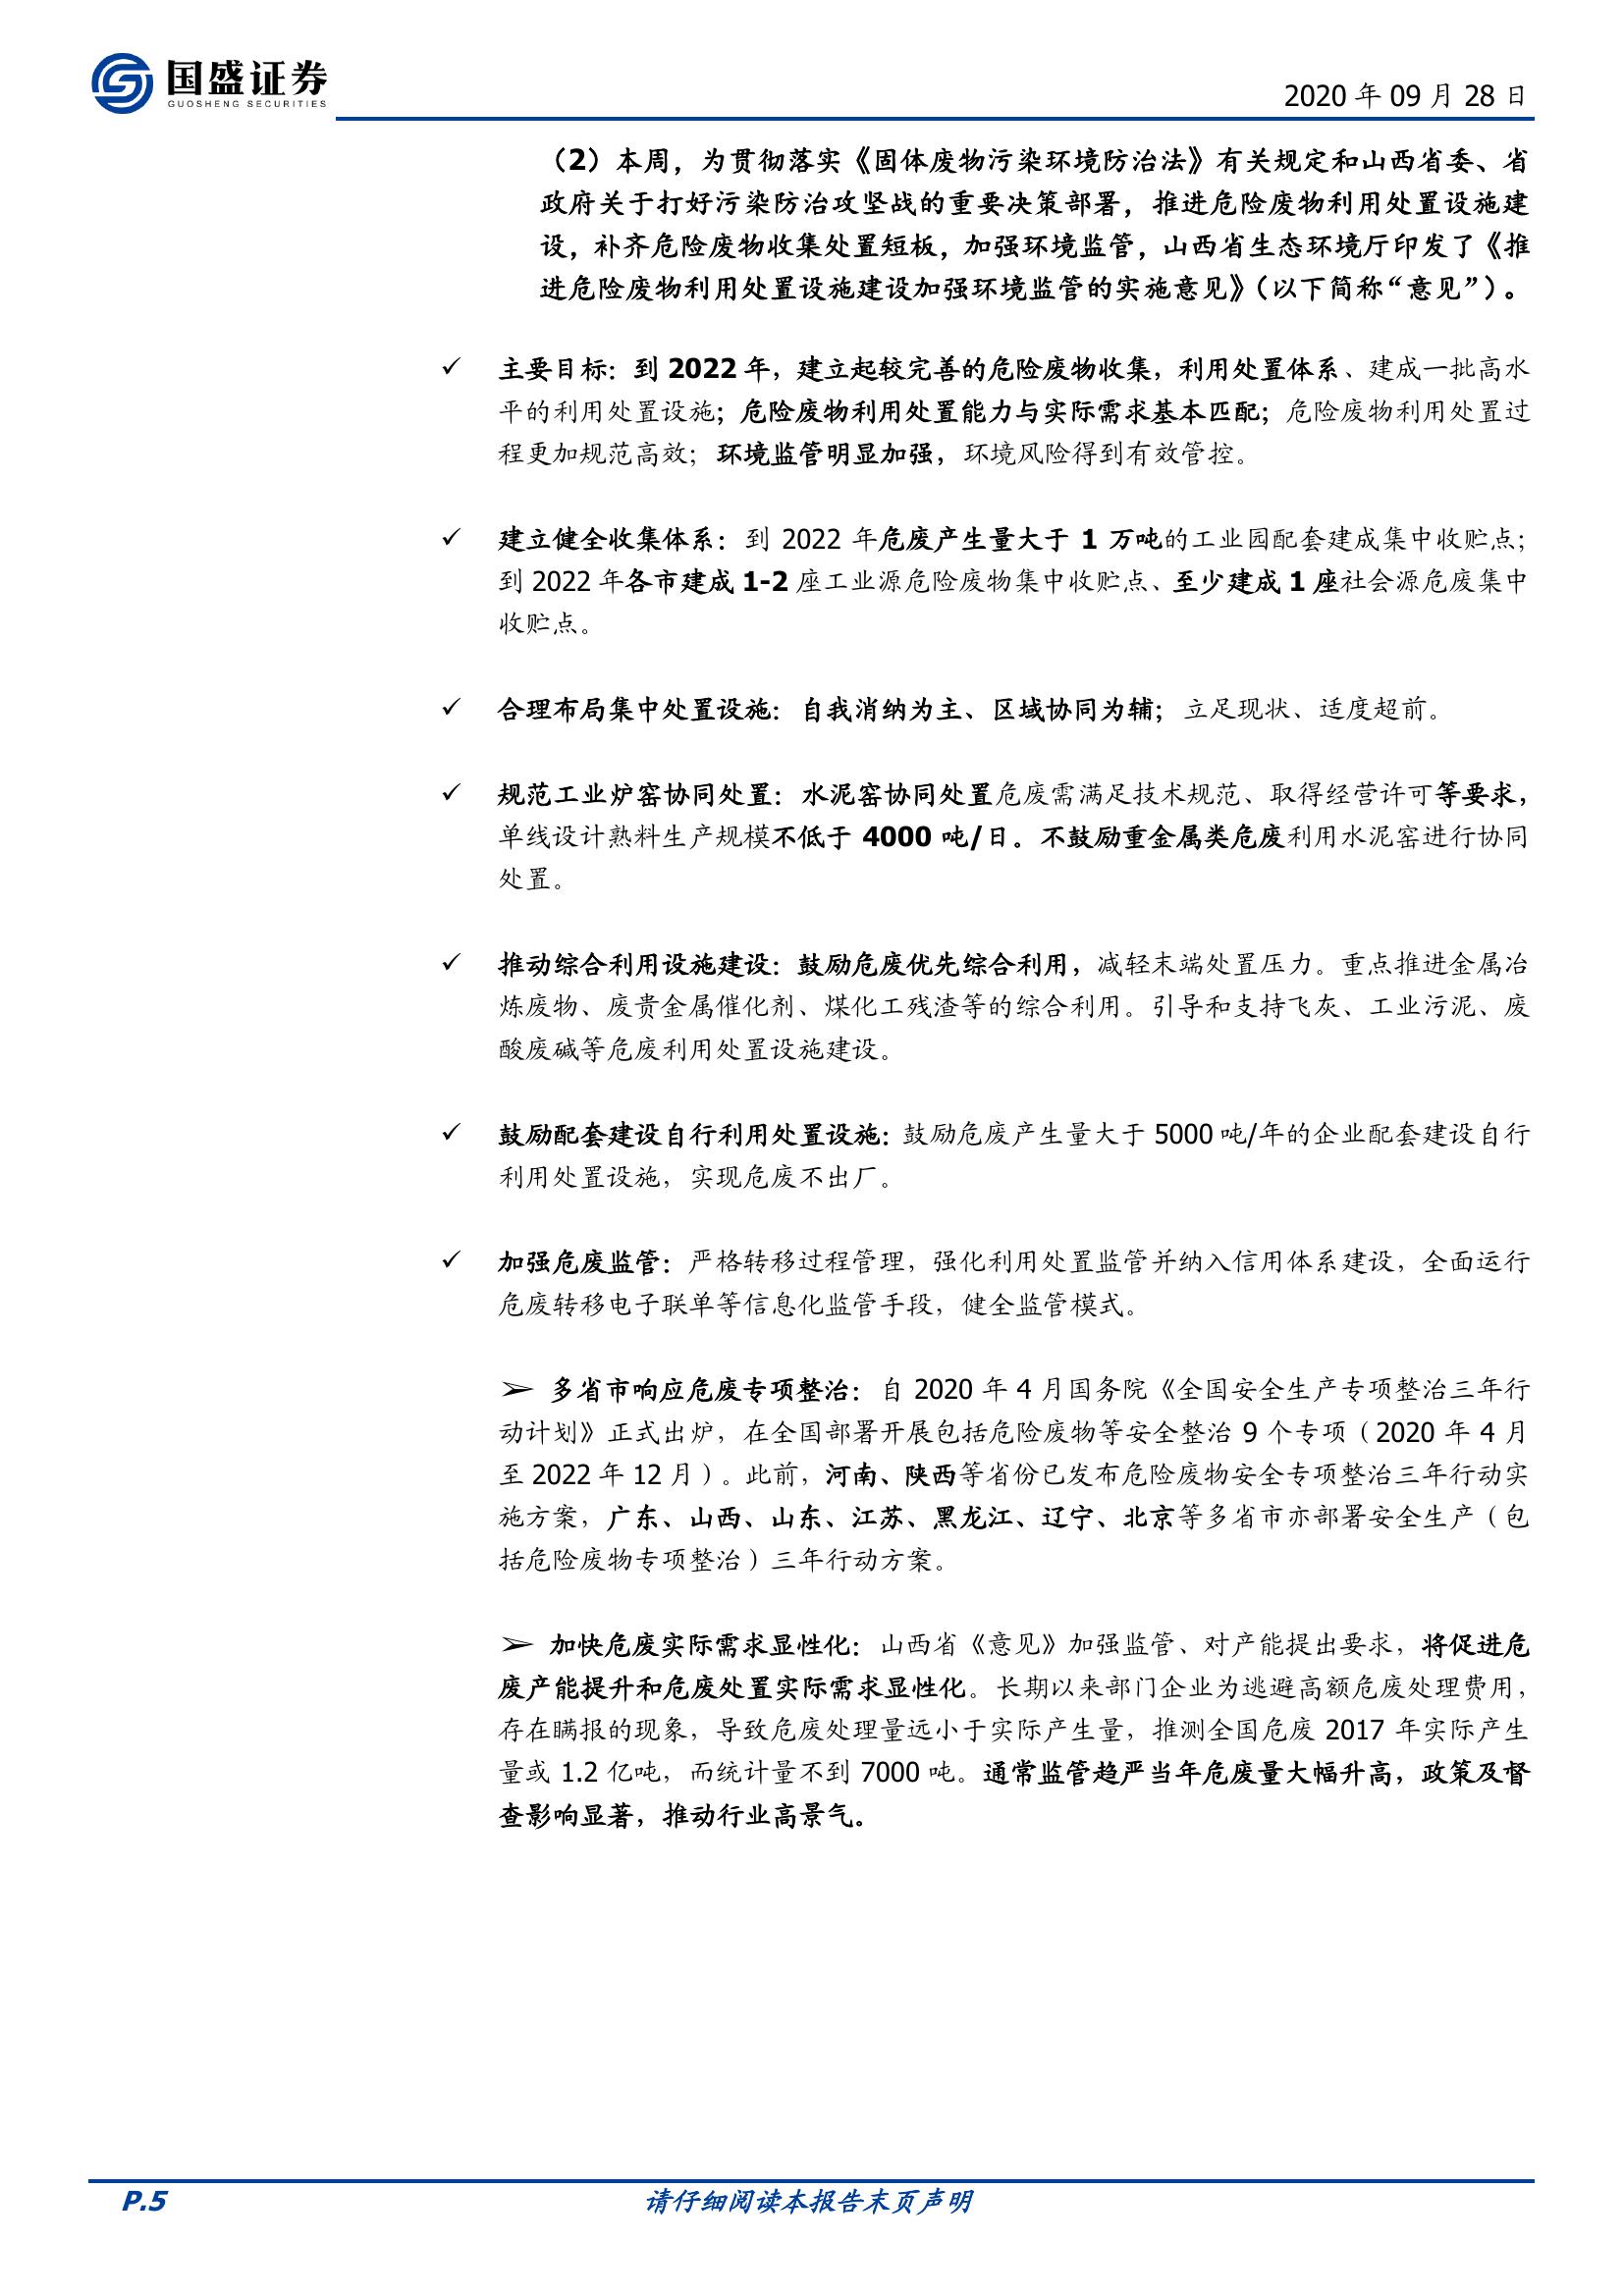 国盛证券
GUOSHENG SECURITIES
2020 年 09 月 28 日
（2）本周，为贯彻落实《固体废物污染环境防治法》有关规定和山西省委、省
政府关于打好污染防治攻坚战的重要决策部署，推进危险废物利用处置设施建
设，补齐危险废物收集处置短板，加强环境监管，山西省生态环境厅印发了《推
进危险废物利用处置设施建设加强环境监管的实施意见》（以下简称“意见”）。
✓ 主要目标：到 2022 年，建立起较完善的危险废物收集，利用处置体系、建成一批高水
平的利用处置设施；危险废物利用处置能力与实际需求基本匹配；危险废物利用处置过
程更加规范高效；环境监管明显加强，环境风险得到有效管控。
✓ 建立健全收集体系：到 2022 年危废产生量大于 1 万吨的工业园配套建成集中收贮点；
到 2022 年各市建成 1-2 座工业源危险废物集中收贮点、至少建成 1 座社会源危废集中
收贮点。
✓ 合理布局集中处置设施：自我消纳为主、区域协同为辅；立足现状、适度超前。
✓ 规范工业炉窑协同处置：水泥窑协同处置危废需满足技术规范、取得经营许可等要求，
单线设计熟料生产规模不低于 4000 吨/日。不鼓励重金属类危废利用水泥窑进行协同
处置。
✓ 推动综合利用设施建设：鼓励危废优先综合利用，减轻末端处置压力。重点推进金属冶
炼废物、废贵金属催化剂、煤化工残渣等的综合利用。引导和支持飞灰、工业污泥、废
酸废碱等危废利用处置设施建设。
✓ 鼓励配套建设自行利用处置设施：鼓励危废产生量大于 5000 吨/年的企业配套建设自行
利用处置设施，实现危废不出厂。
✓ 加强危废监管：严格转移过程管理，强化利用处置监管并纳入信用体系建设，全面运行
危废转移电子联单等信息化监管手段，健全监管模式。
➢ 多省市响应危废专项整治：自 2020 年 4 月国务院《全国安全生产专项整治三年行
动计划》正式出炉，在全国部署开展包括危险废物等安全整治 9 个专项（2020 年 4 月
至 2022 年 12 月）。此前，河南、陕西等省份已发布危险废物安全专项整治三年行动实
施方案，广东、山西、山东、江苏、黑龙江、辽宁、北京等多省市亦部署安全生产（包
括危险废物专项整治）三年行动方案。
➢ 加快危废实际需求显性化：山西省《意见》加强监管、对产能提出要求，将促进危
废产能提升和危废处置实际需求显性化。长期以来部门企业为逃避高额危废处理费用，
存在瞒报的现象，导致危废处理量远小于实际产生量，推测全国危废 2017 年实际产生
量或 1.2 亿吨，而统计量不到 7000 吨。通常监管趋严当年危废量大幅升高，政策及督
查影响显著，推动行业高景气。
P.5
请仔细阅读本报告末页声明